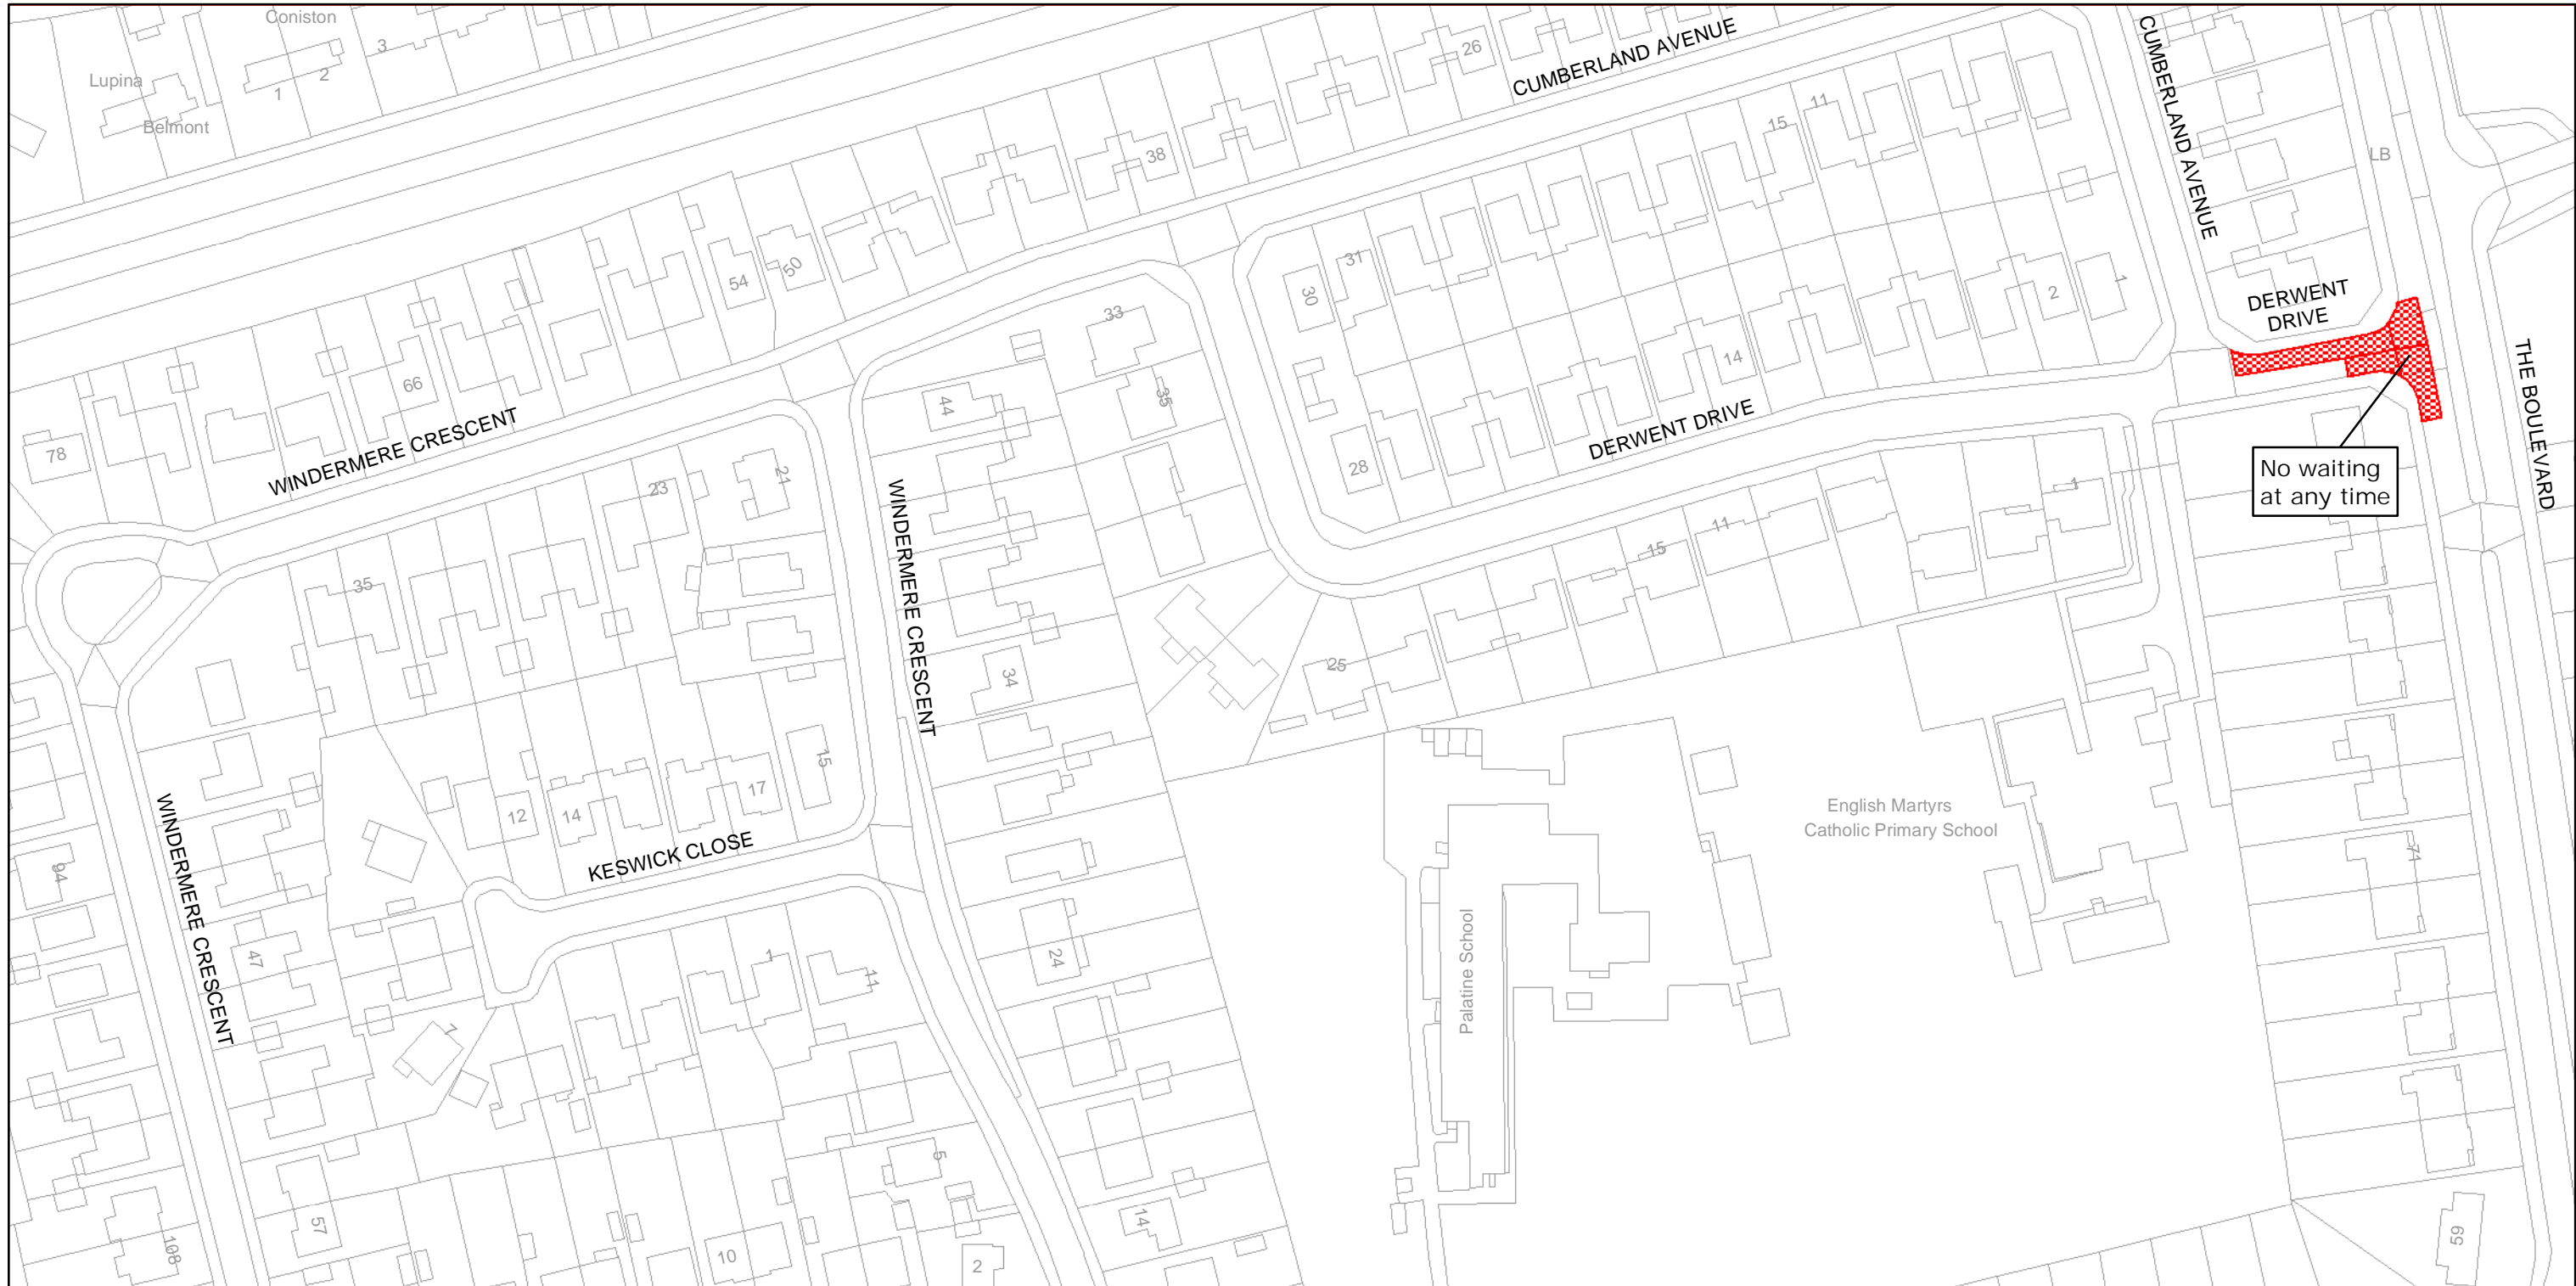 Coniston
3
2
1
Lupina
Belmont
26
CUMBERLAND AVENUE
CUMBERLAND AVENUE
LB
38
15
11
54
50
30
31
33
2
1
DERWENT
DRIVE
THE BOULEVARD
66
44
35
14
78
WINDERMERE CRESCENT
DERWENT DRIVE
28
No waiting
at any time
23
21
1
11
15
WINDERMERE CRESCENT
35
25
34
15
17
14
12
KESWICK CLOSE
English Martyrs
Catholic Primary School
71
94
WINDERMERE CRESCENT
47
1
11
24
Palatine School
7
5
57
108
10
2
14
59